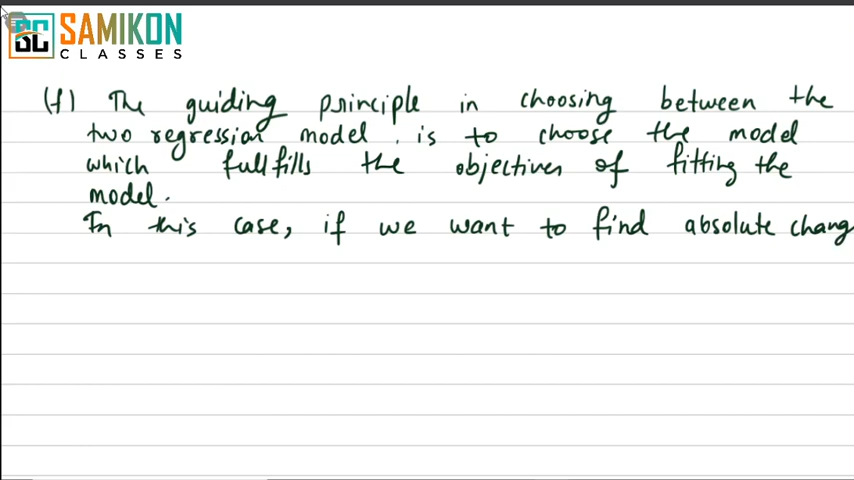 SC SAMIKON
CLASSES
(f) The guiding principle in choosing between the
two regression model. is to choose the model
which fullfills the objectives of fitting the
model.
In this case, if we want to find absolute chang